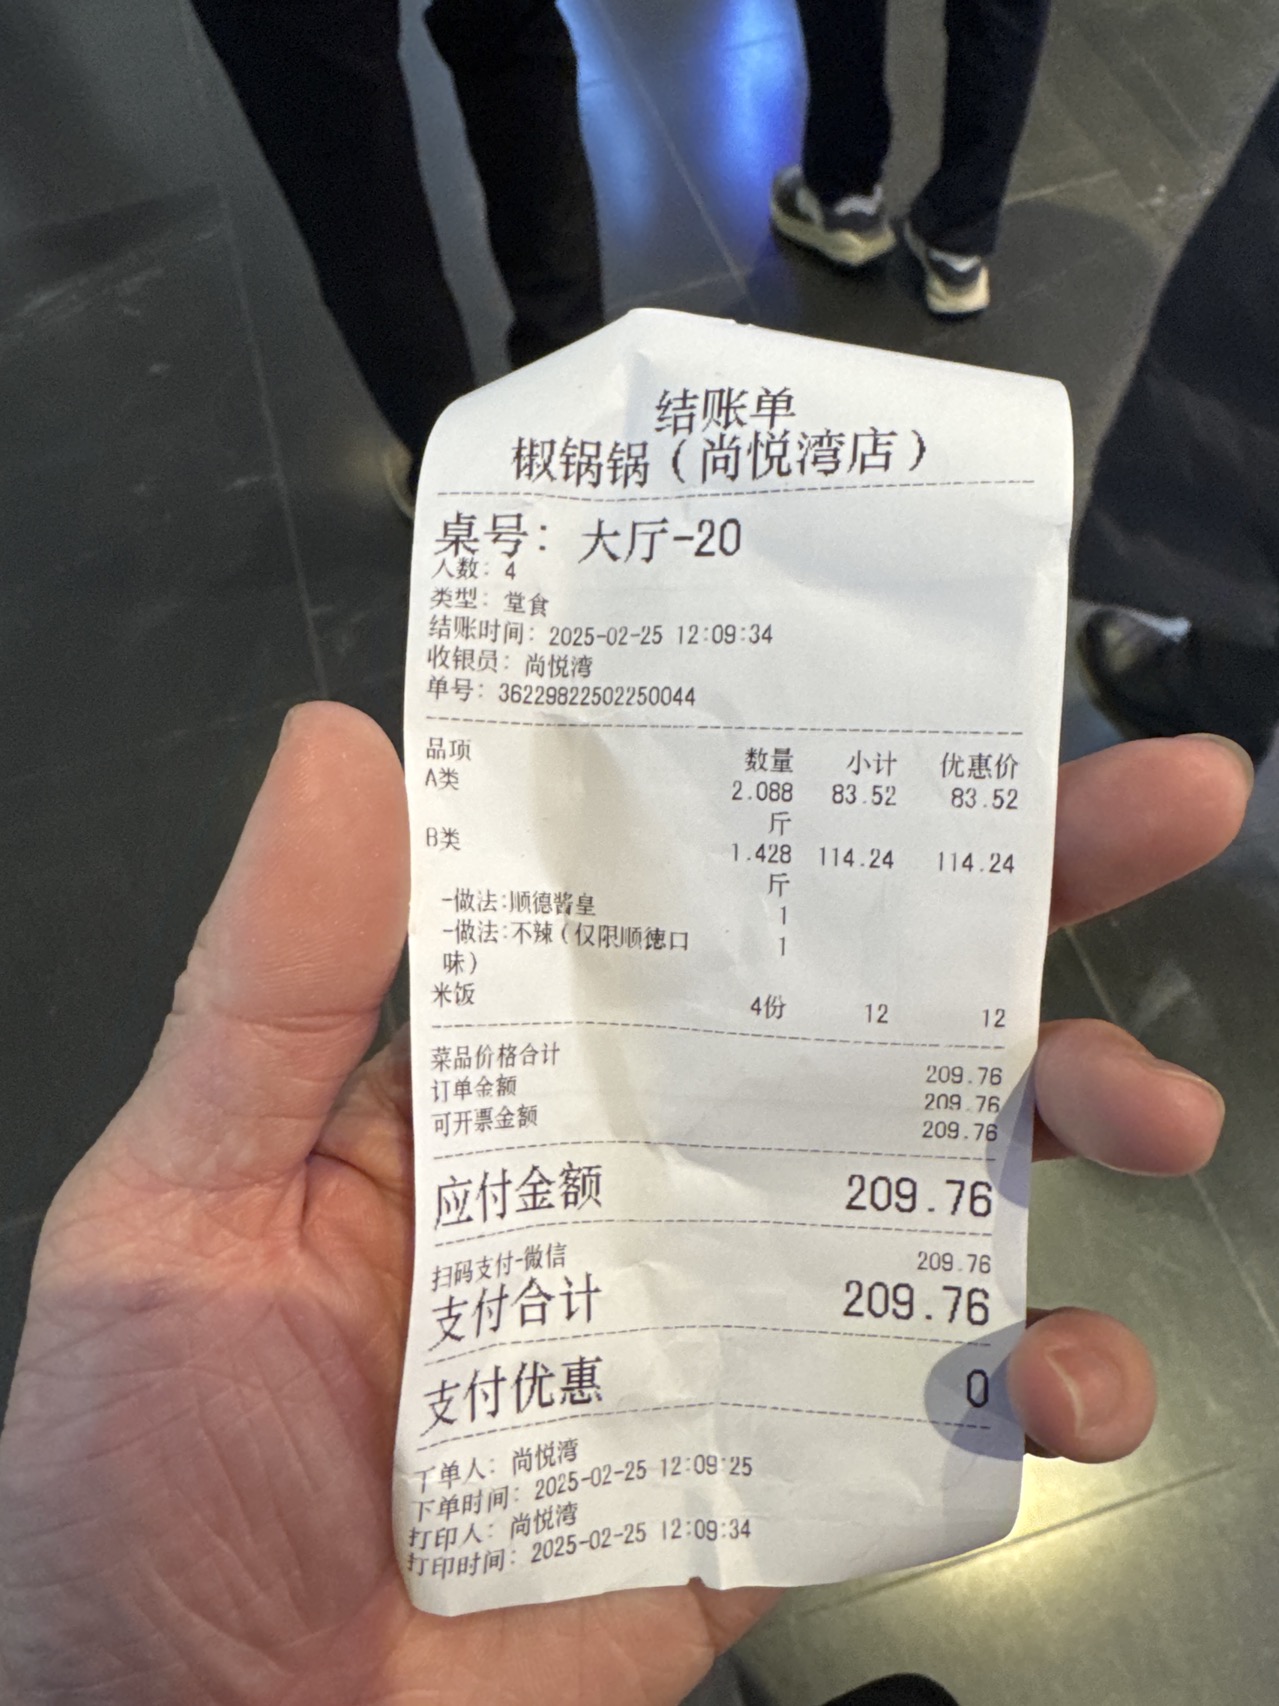 结账单
椒锅锅（尚悦湾店）
桌号：大厅-20
人数：4
类型：堂食
结账时间：2025-02-25 12:09:34
收银员：尚悦湾
单号：36229822502250044
品项 数量 小计 优惠价
A类 2.088 83.52 83.52
斤
B类 1.428 114.24 114.24
斤
-做法:顺德酱皇 1
-做法:不辣（仅限顺德口 1
味）
米饭 4份 12 12
菜品价格合计 209.76
订单金额 209.76
可开票金额 209.76
应付金额 209.76
扫码支付-微信 209.76
支付合计 209.76
支付优惠 0
下单人：尚悦湾
下单时间：2025-02-25 12:09:25
打印人：尚悦湾
打印时间：2025-02-25 12:09:34